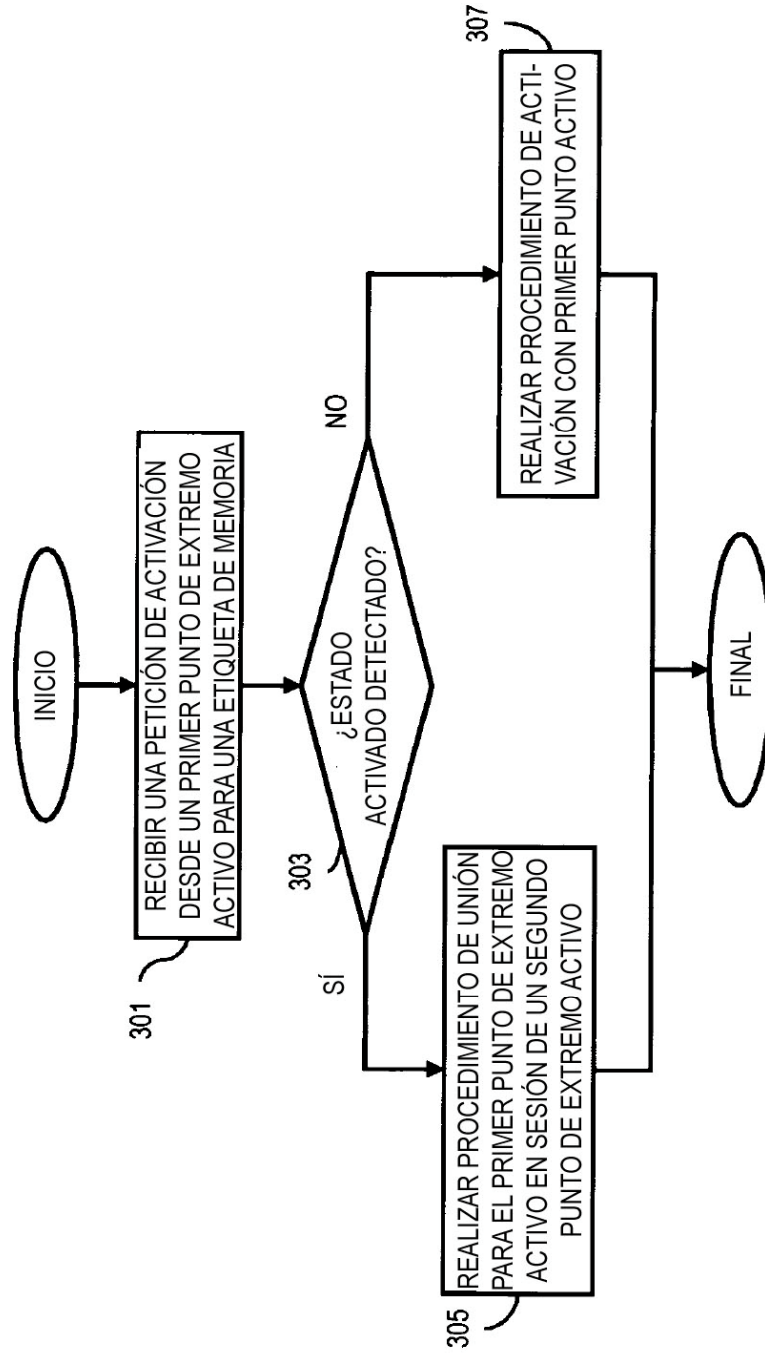 INICIO
RECIBIR UNA PETICIÓN DE ACTIVACIÓN
DESDE UN PRIMER PUNTO DE EXTREMO
ACTIVO PARA UNA ETIQUETA DE MEMORIA
301
¿ESTADO
ACTIVADO DETECTADO?
303
SÍ
NO
REALIZAR PROCEDIMIENTO DE UNIÓN
PARA EL PRIMER PUNTO DE EXTREMO
ACTIVO EN SESIÓN DE UN SEGUNDO
PUNTO DE EXTREMO ACTIVO
305
REALIZAR PROCEDIMIENTO DE ACTI-
VACIÓN CON PRIMER PUNTO ACTIVO
307
FINAL